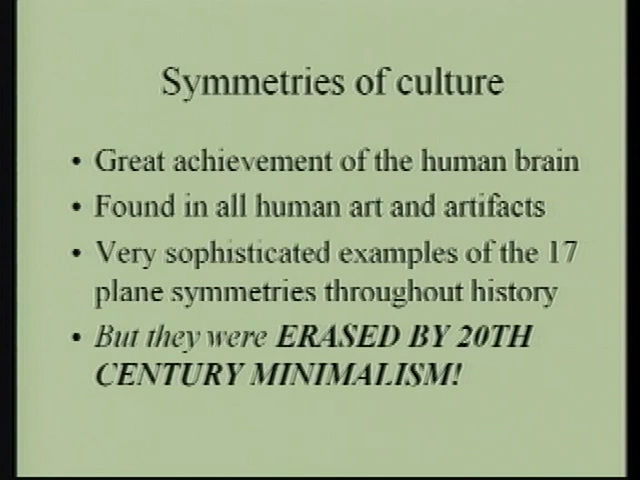 Symmetries of culture
• Great achievement of the human brain
• Found in all human art and artifacts
• Very sophisticated examples of the 17
plane symmetries throughout history
• But they were ERASED BY 20TH
CENTURY MINIMALISM!